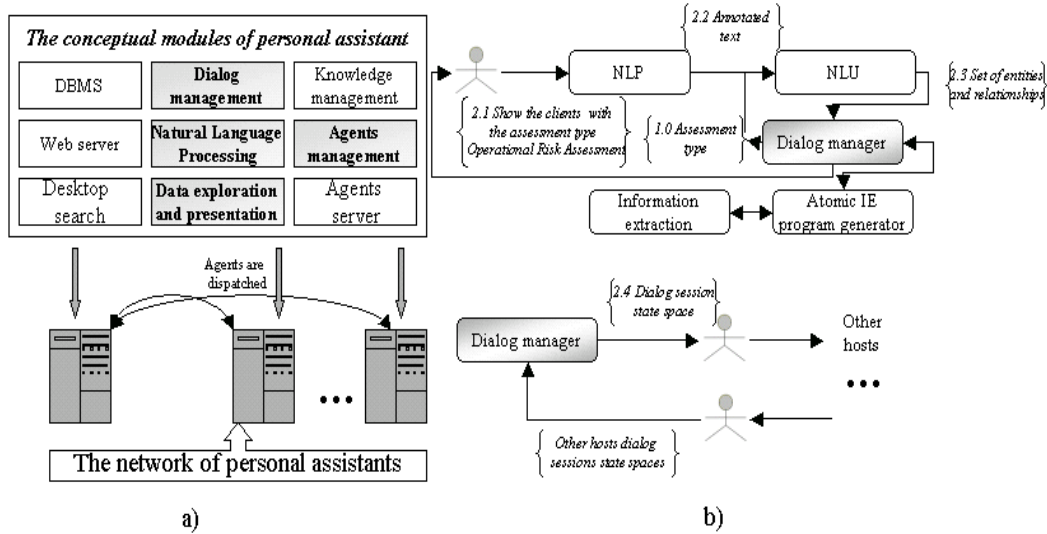 The conceptual modules of personal assistant
DBMS
Dialog
management
Knowledge
management
Web server
Natural Language
Processing
Agents
management
Desktop
search
Data exploration
and presentation
Agents
server
Agents are
dispatched
The network of personal assistants
a)
2.2 Annotated
text
NLP
NLU
2.3 Set of entities
and relationships
2.1 Show the clients with
the assessment type
Operational Risk Assessment
1.0 Assessment
type
Dialog manager
Information
extraction
Atomic IE
program generator
2.4 Dialog session
state space
Dialog manager
Other
hosts
Other hosts dialog
sessions state spaces
b)